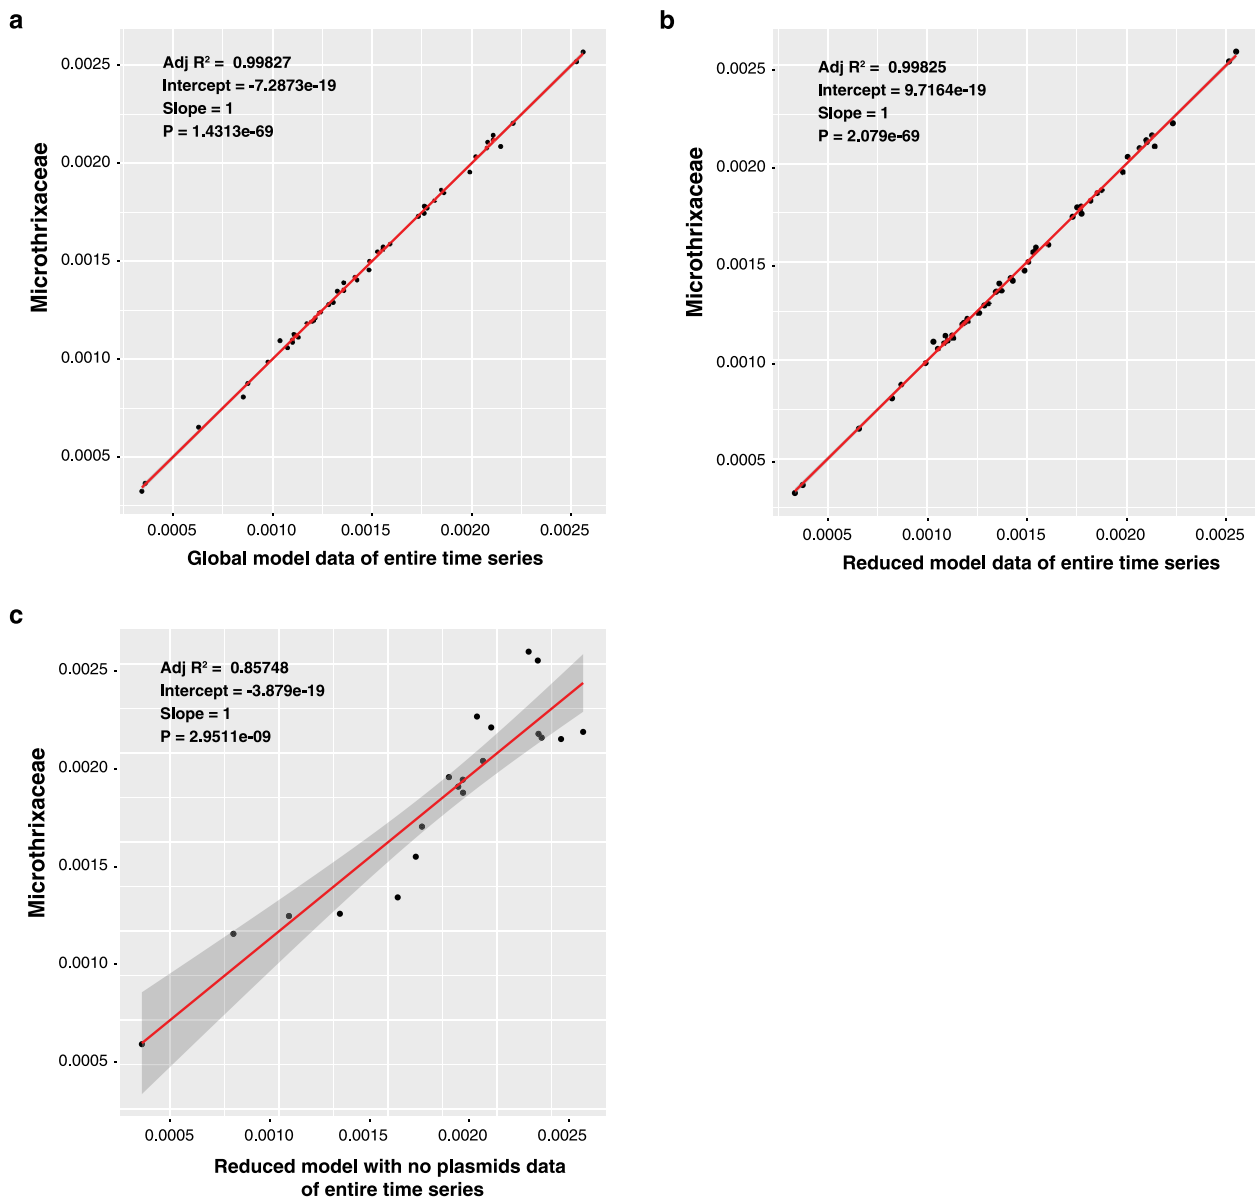 a
Adj R² = 0.99827
Intercept = -7.2873e-19
Slope = 1
P = 1.4313e-69
0.0025
0.0020
0.0015
0.0010
0.0005
Microthrixaceae
0.0005 0.0010 0.0015 0.0020 0.0025
Global model data of entire time series
b
Adj R² = 0.99825
Intercept = 9.7164e-19
Slope = 1
P = 2.079e-69
0.0025
0.0020
0.0015
0.0010
0.0005
Microthrixaceae
0.0005 0.0010 0.0015 0.0020 0.0025
Reduced model data of entire time series
c
Adj R² = 0.85748
Intercept = -3.879e-19
Slope = 1
P = 2.9511e-09
0.0025
0.0020
0.0015
0.0010
0.0005
Microthrixaceae
0.0005 0.0010 0.0015 0.0020 0.0025
Reduced model with no plasmids data
of entire time series